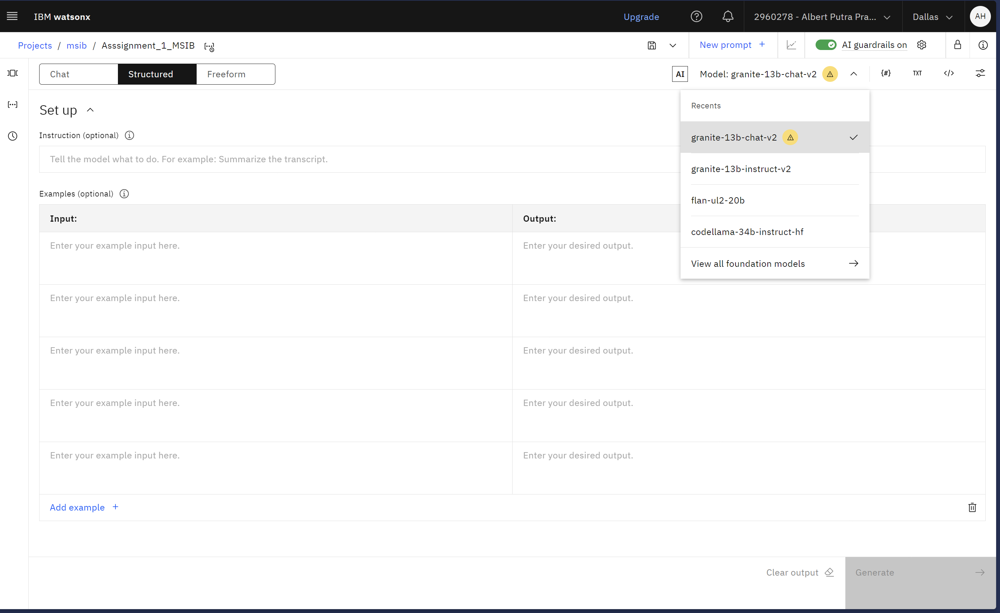 IBM watsonx
Upgrade
2960278 - Albert Putra Pra...
Dallas
AH
Projects / msib / Asssignment_1_MSIB
New prompt +
AI guardrails on
Chat
Structured
Freeform
AI
Model: granite-13b-chat-v2
{#}
TXT
</>
Set up
Recents
granite-13b-chat-v2
granite-13b-instruct-v2
flan-ul2-20b
codellama-34b-instruct-hf
View all foundation models
Instruction (optional)
Tell the model what to do. For example: Summarize the transcript.
Examples (optional)
Input:
Output:
Enter your example input here.
Enter your desired output.
Enter your example input here.
Enter your desired output.
Enter your example input here.
Enter your desired output.
Enter your example input here.
Enter your desired output.
Enter your example input here.
Enter your desired output.
Add example +
Clear output
Generate